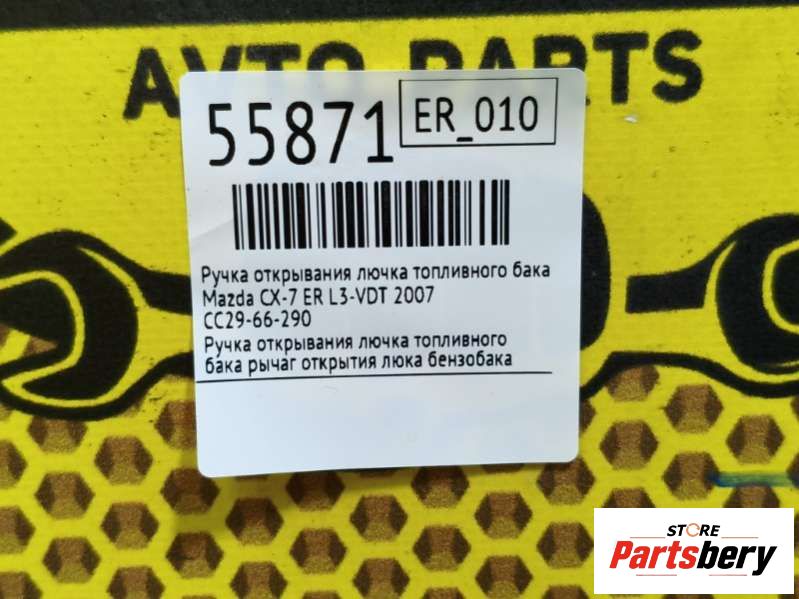 AVTO PARTS
55871
ER_010
Ручка открывания лючка топливного бака
Mazda CX-7 ER L3-VDT 2007
CC29-66-290
Ручка открывания лючка топливного
бака рычаг открытия люка бензобака
STORE
Partsbery